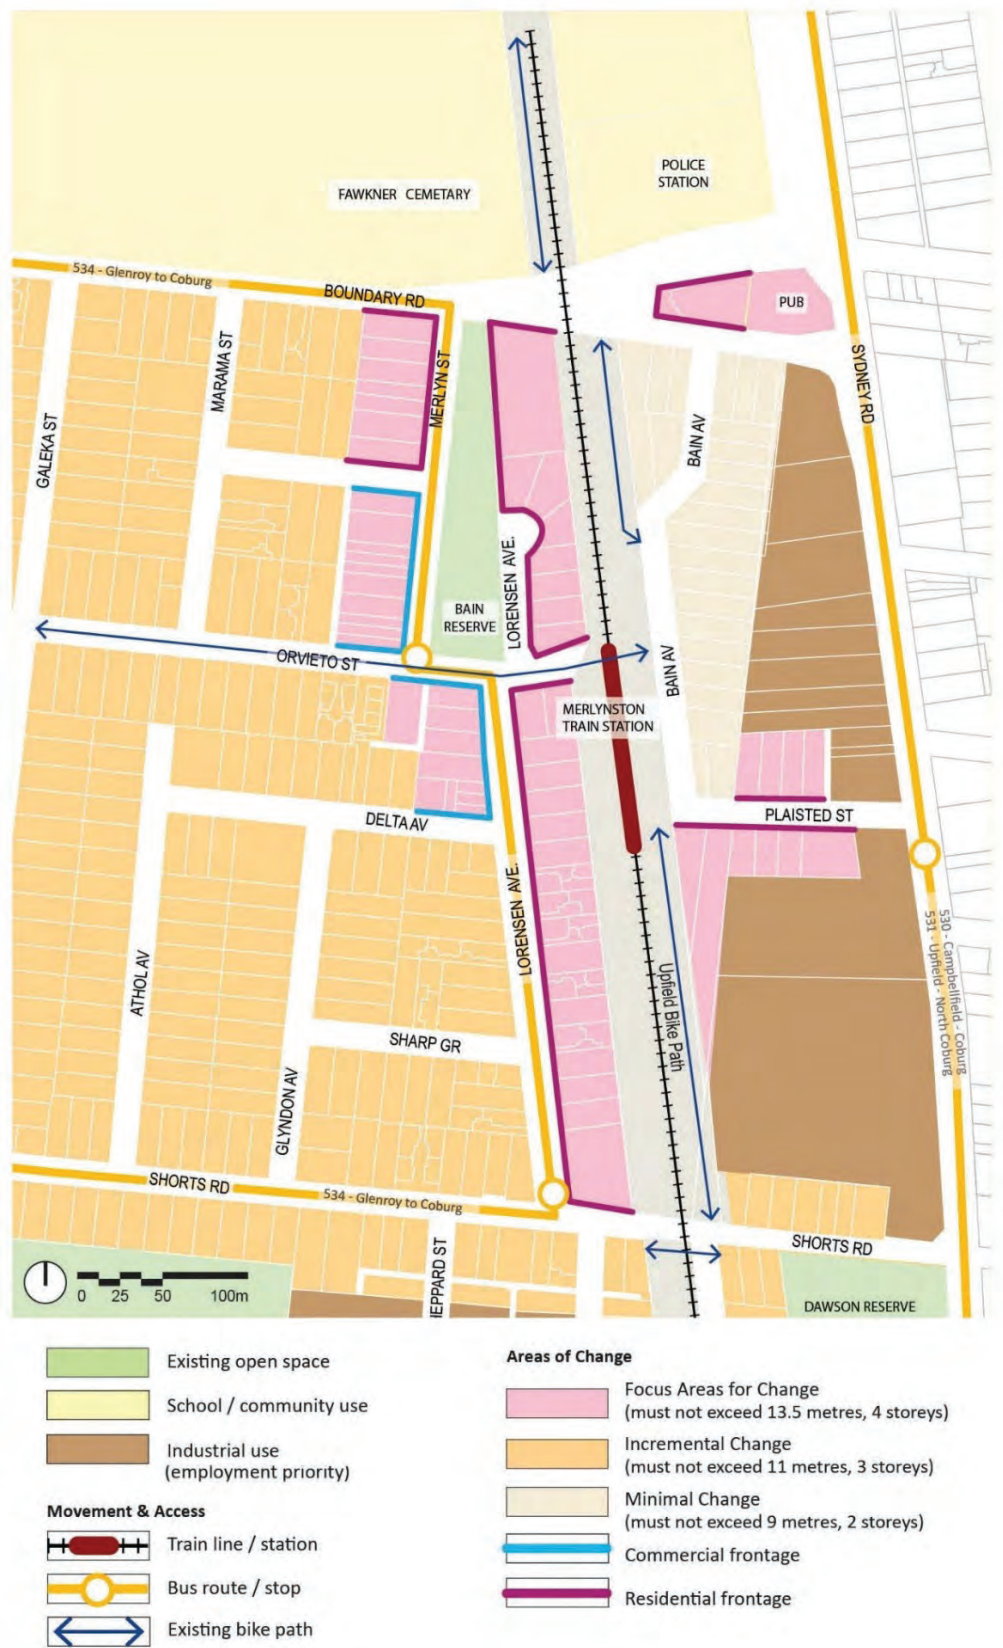 POLICE
STATION
FAWKNER CEMETARY
534 - Glenroy to Coburg
BOUNDARY RD
PUB
MARAMA ST
MERLYN ST
SYDNEY RD
GALEKA ST
BAIN AV
LORENSEN AVE.
BAIN
RESERVE
ORVIETO ST
BAIN AV
MERLYNSTON
TRAIN STATION
DELTA AV
PLAISTED ST
LORENSEN AVE.
530 - Campbellfield - Coburg
531 - Upfield - North Coburg
ATHOL AV
Upfield Bike Path
SHARP GR
GLYNDON AV
SHORTS RD
534 - Glenroy to Coburg
SHORTS RD
HEPPARD ST
DAWSON RESERVE
0 25 50 100m
Existing open space
School / community use
Industrial use
(employment priority)
Movement & Access
Train line / station
Bus route / stop
Existing bike path
Areas of Change
Focus Areas for Change
(must not exceed 13.5 metres, 4 storeys)
Incremental Change
(must not exceed 11 metres, 3 storeys)
Minimal Change
(must not exceed 9 metres, 2 storeys)
Commercial frontage
Residential frontage